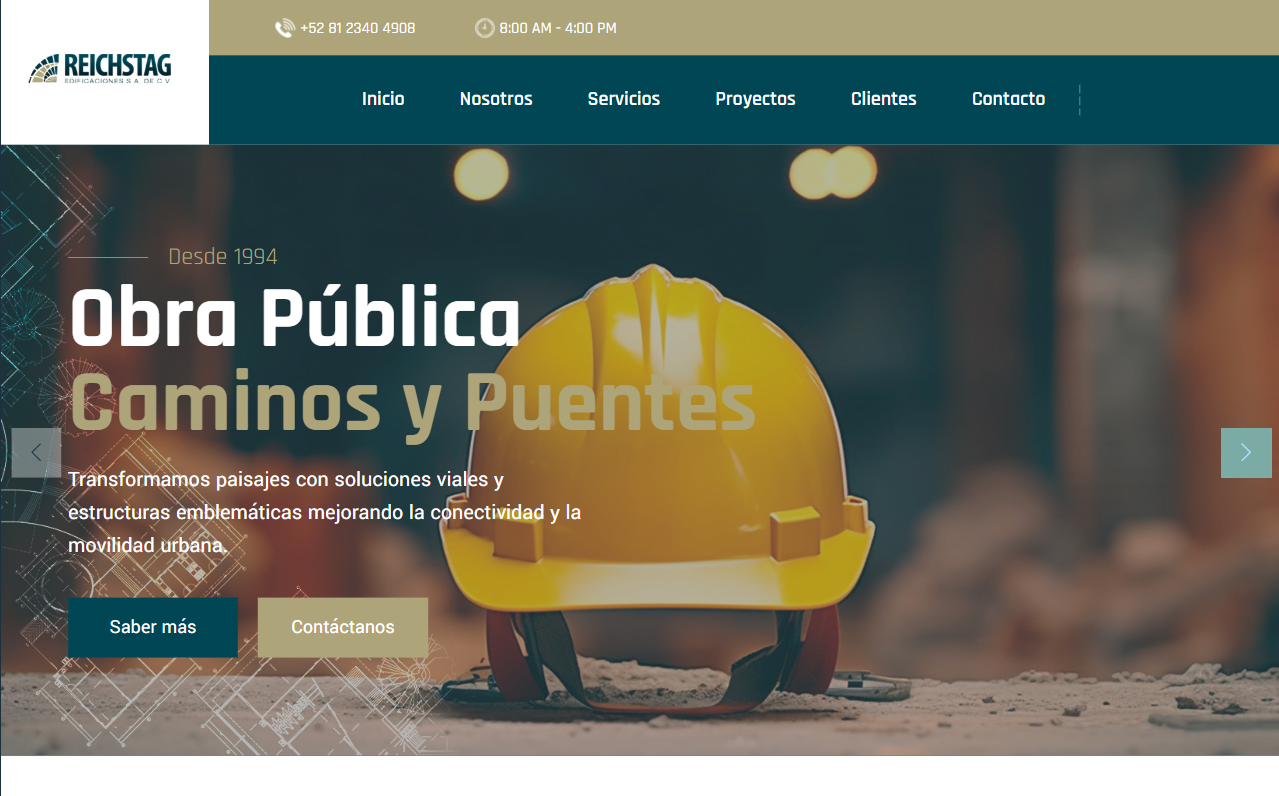 REICHSTAG
EDIFICACIONES S.A. DE C.V.
+52 81 2340 4908
8:00 AM - 4:00 PM
Inicio
Nosotros
Servicios
Proyectos
Clientes
Contacto
Desde 1994
Obra Pública
Caminos y Puentes
Transformamos paisajes con soluciones viales y
estructuras emblemáticas mejorando la conectividad y la
movilidad urbana.
Saber más
Contáctanos